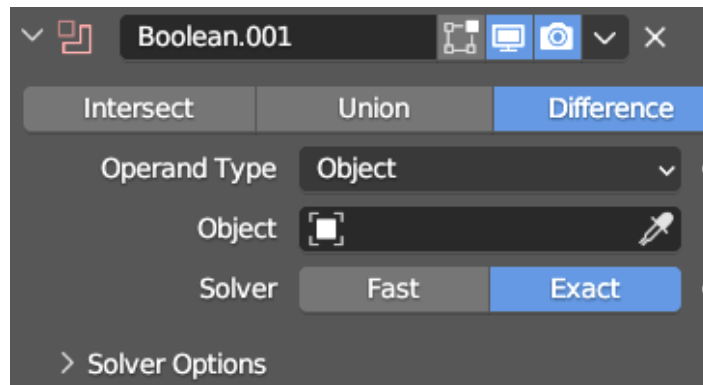 Boolean.001
Intersect Union Difference
Operand Type Object
Object
Solver Fast Exact
Solver Options